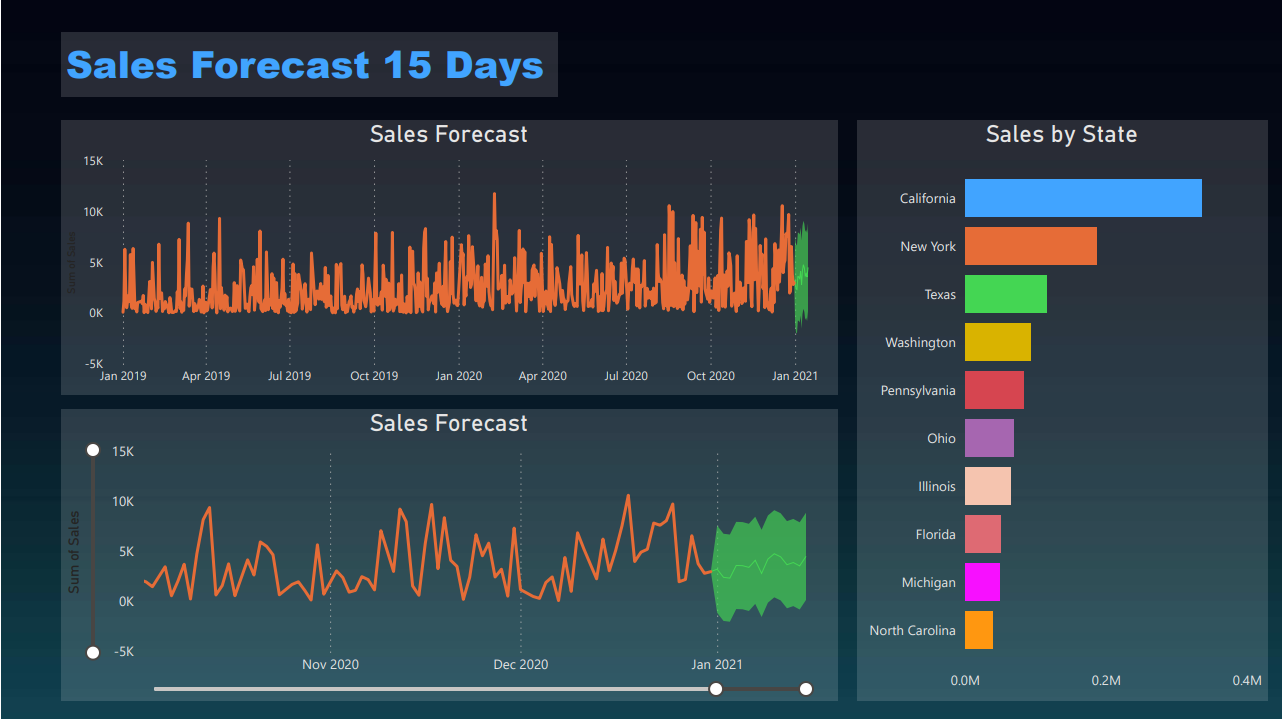 Sales Forecast 15 Days
Sales Forecast
15K
10K
5K
0K
-5K
Sum of Sales
Jan 2019 Apr 2019 Jul 2019 Oct 2019 Jan 2020 Apr 2020 Jul 2020 Oct 2020 Jan 2021
Sales Forecast
15K
10K
5K
0K
-5K
Sum of Sales
Nov 2020 Dec 2020 Jan 2021
Sales by State
California
New York
Texas
Washington
Pennsylvania
Ohio
Illinois
Florida
Michigan
North Carolina
0.0M 0.2M 0.4M